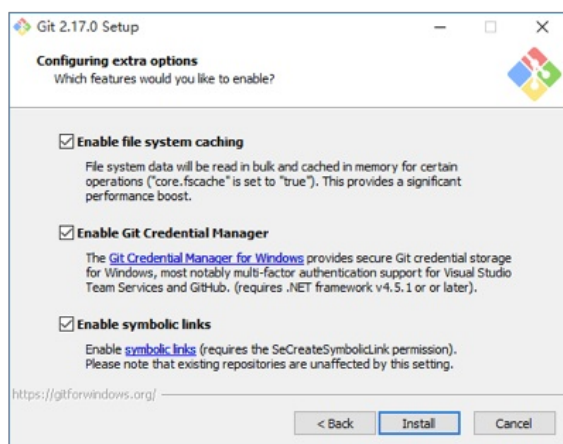 Git 2.17.0 Setup
Configuring extra options
Which features would you like to enable?
Enable file system caching
File system data will be read in bulk and cached in memory for certain
operations ("core.fscache" is set to "true"). This provides a significant
performance boost.
Enable Git Credential Manager
The Git Credential Manager for Windows provides secure Git credential storage
for Windows, most notably multi-factor authentication support for Visual Studio
Team Services and GitHub. (requires .NET framework v4.5.1 or or later).
Enable symbolic links
Enable symbolic links (requires the SeCreateSymbolicLink permission).
Please note that existing repositories are unaffected by this setting.
https://gitforwindows.org/
< Back Install Cancel